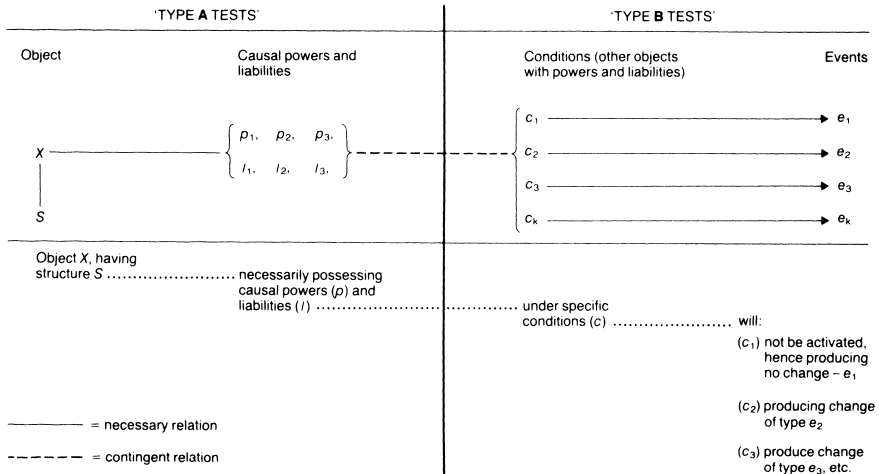 'TYPE A TESTS'
'TYPE B TESTS'
Object
Causal powers and
liabilities
Conditions (other objects
with powers and liabilities)
Events
X
S
p₁, p₂, p₃,
l₁, l₂, l₃,
c₁
c₂
c₃
cₖ
e₁
e₂
e₃
eₖ
Object X, having
structure S ........................ necessarily possessing
causal powers (p) and
liabilities (l) ........................................ under specific
conditions (c) ...................... will:
(c₁) not be activated,
hence producing
no change – e₁
(c₂) producing change
of type e₂
(c₃) produce change
of type e₃, etc.
= necessary relation
= contingent relation